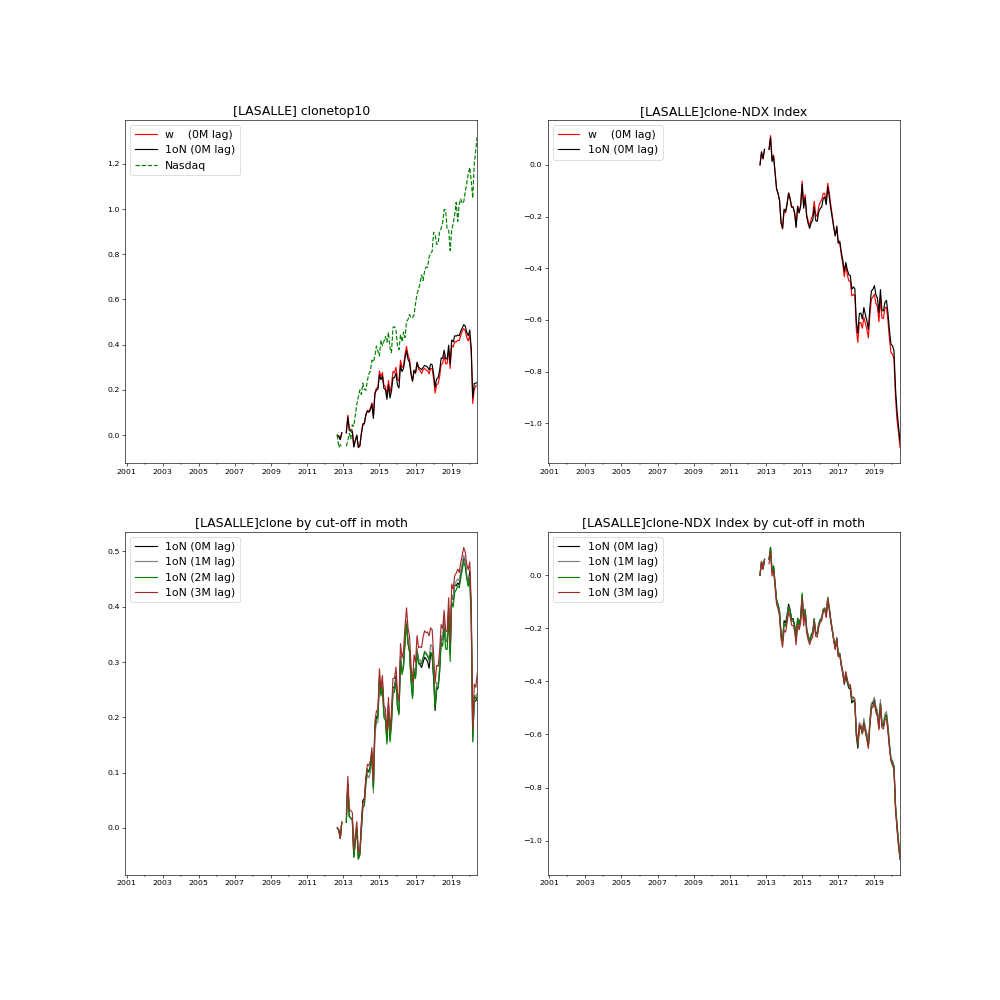 [LASALLE] clonetop10
w    (0M lag)
1oN (0M lag)
Nasdaq
1.2
1.0
0.8
0.6
0.4
0.2
0.0
2001 2003 2005 2007 2009 2011 2013 2015 2017 2019
[LASALLE]clone-NDX Index
w    (0M lag)
1oN (0M lag)
0.0
−0.2
−0.4
−0.6
−0.8
−1.0
2001 2003 2005 2007 2009 2011 2013 2015 2017 2019
[LASALLE]clone by cut-off in moth
1oN (0M lag)
1oN (1M lag)
1oN (2M lag)
1oN (3M lag)
0.5
0.4
0.3
0.2
0.1
0.0
2001 2003 2005 2007 2009 2011 2013 2015 2017 2019
[LASALLE]clone-NDX Index by cut-off in moth
1oN (0M lag)
1oN (1M lag)
1oN (2M lag)
1oN (3M lag)
0.0
−0.2
−0.4
−0.6
−0.8
−1.0
2001 2003 2005 2007 2009 2011 2013 2015 2017 2019